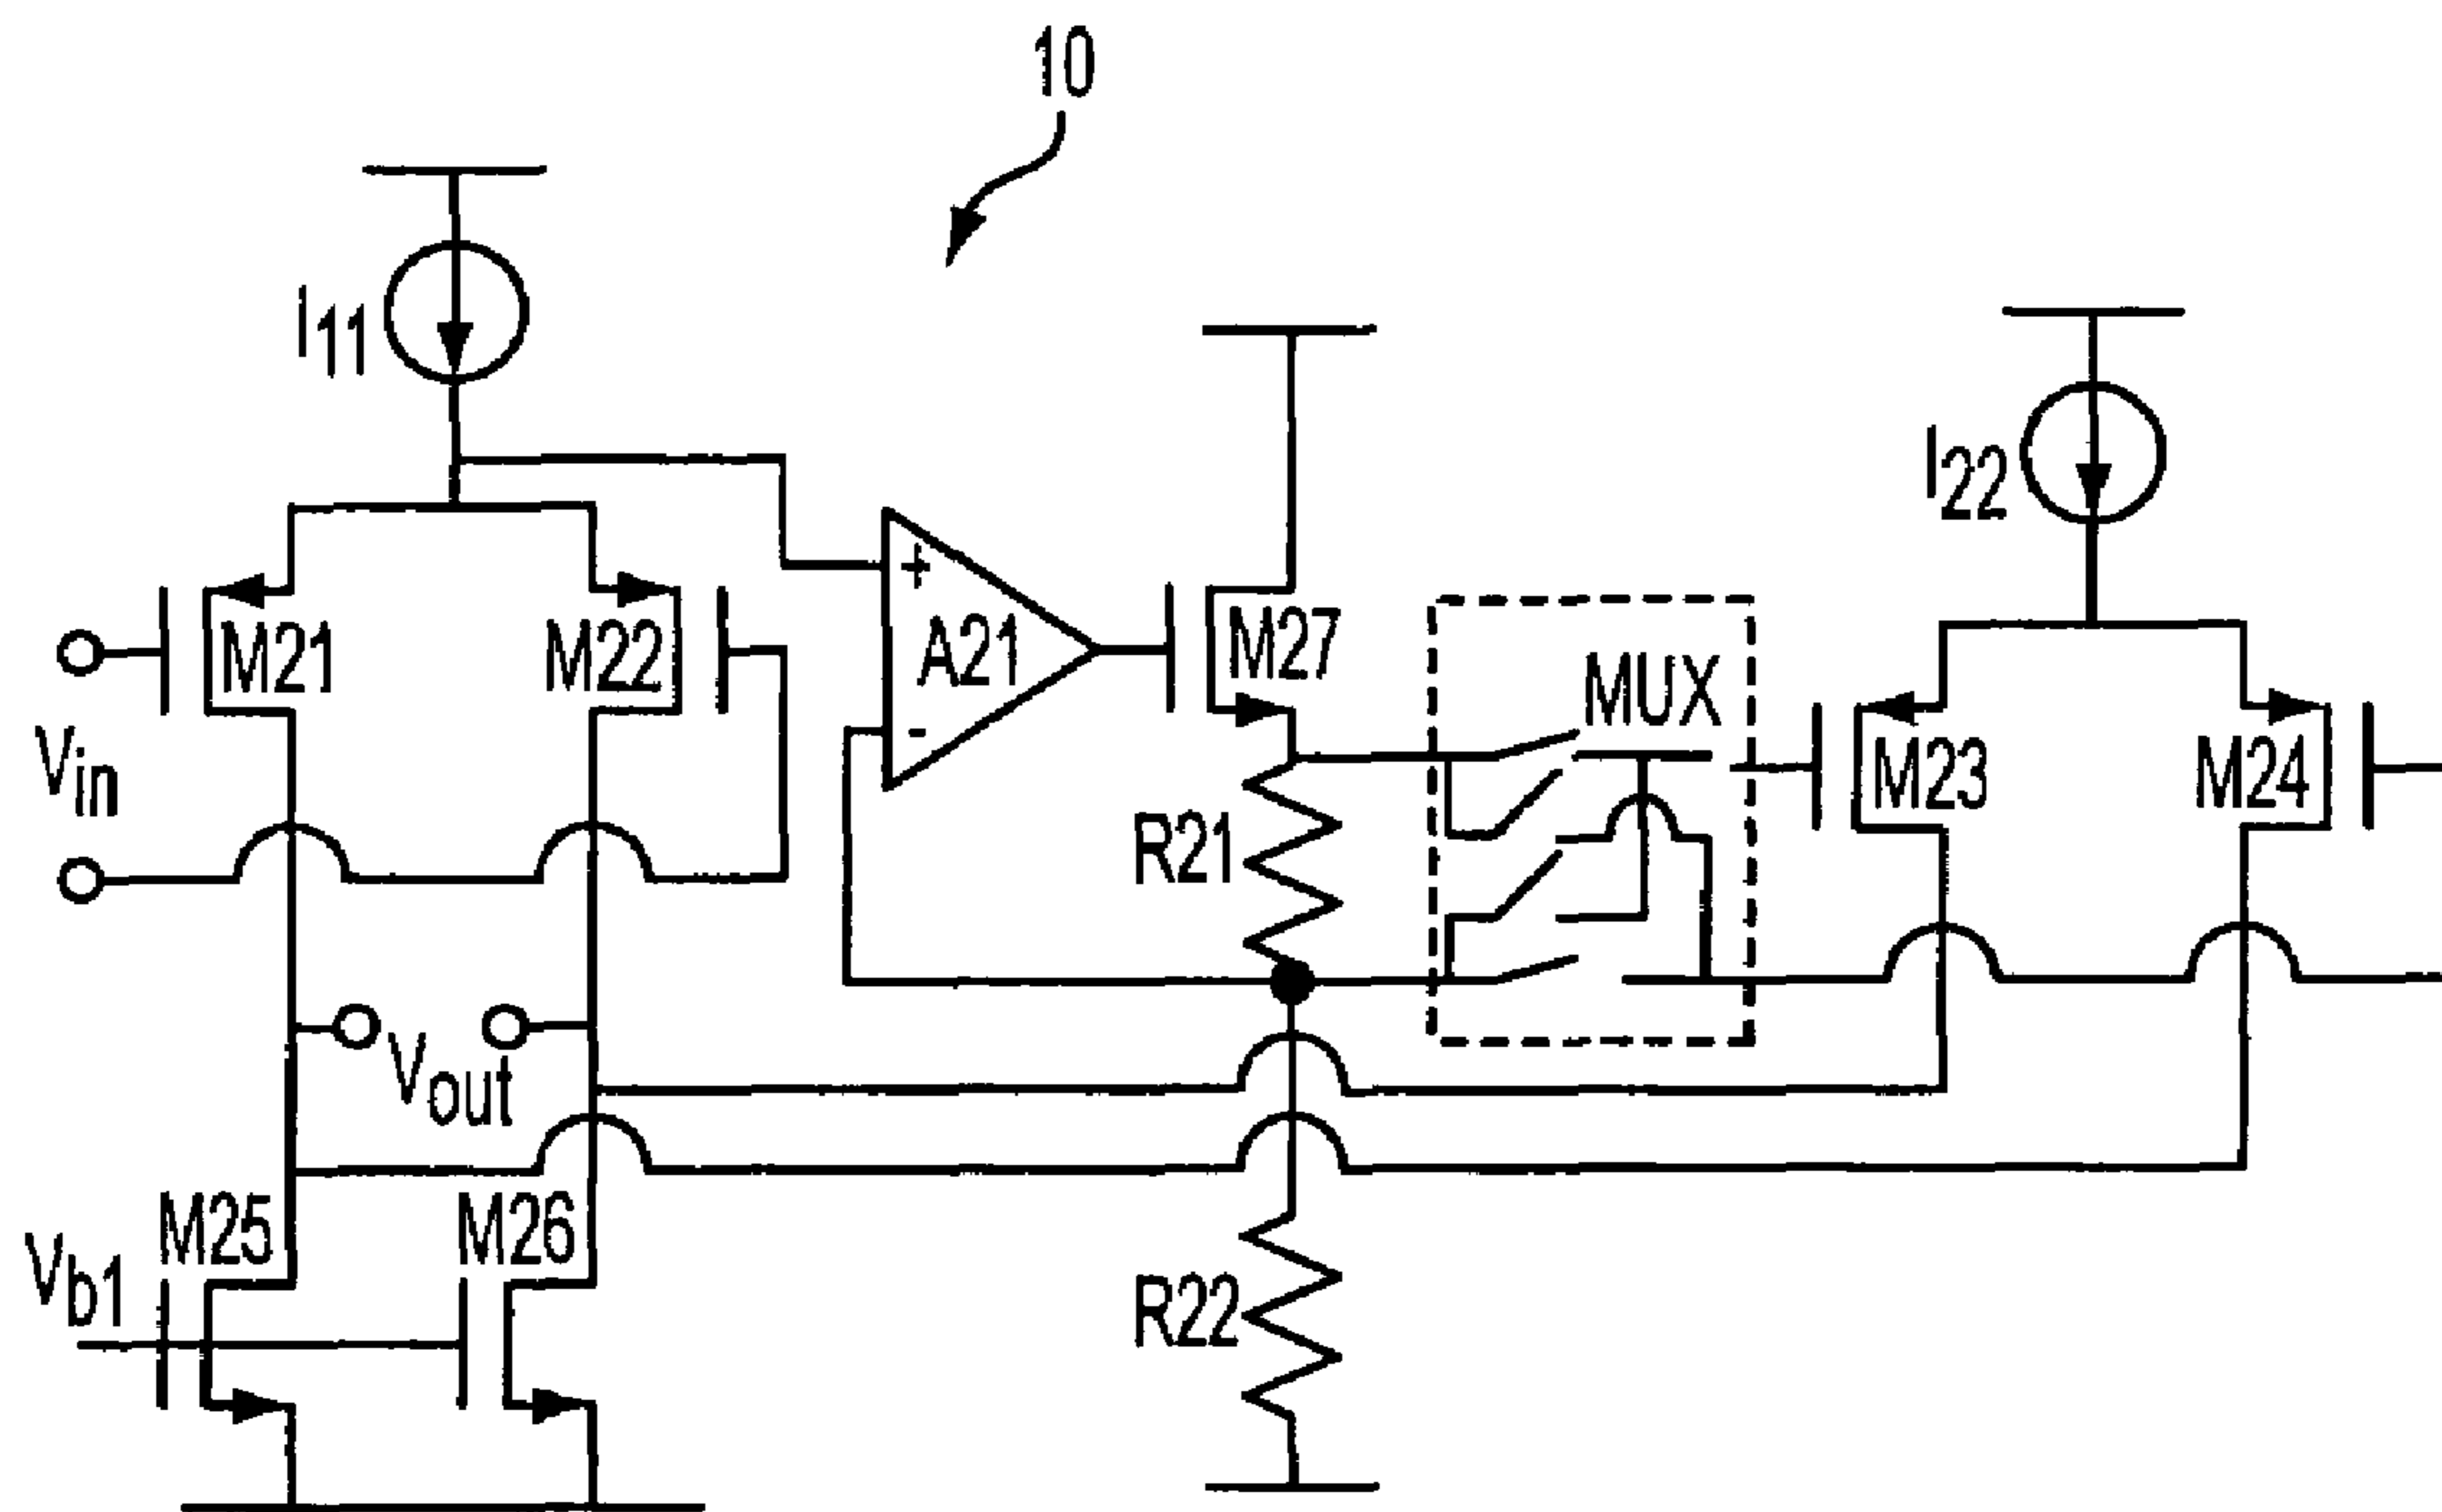 10
I11
I22
+
M21
M22
A21
M27
MUX
-
M23
M24
Vin
R21
Vout
M25
M26
Vb1
R22